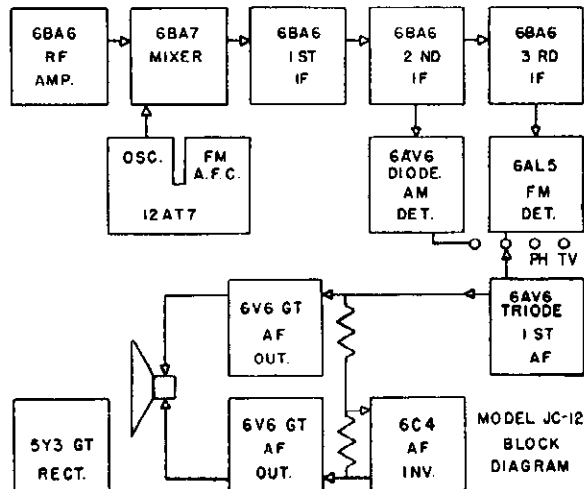 6BA6
RF
AMP.
6BA7
MIXER
6BA6
1 ST
IF
6BA6
2 ND
IF
6BA6
3 RD
IF
OSC.
FM
A.F.C.
12AT7
6AV6
DIODE.
AM
DET.
6AL5
FM
DET.
PH TV
6V6 GT
AF
OUT.
6AV6
TRIODE
1 ST
AF
5Y3 GT
RECT.
6V6 GT
AF
OUT.
6C4
AF
INV.
MODEL JC-12
BLOCK
DIAGRAM